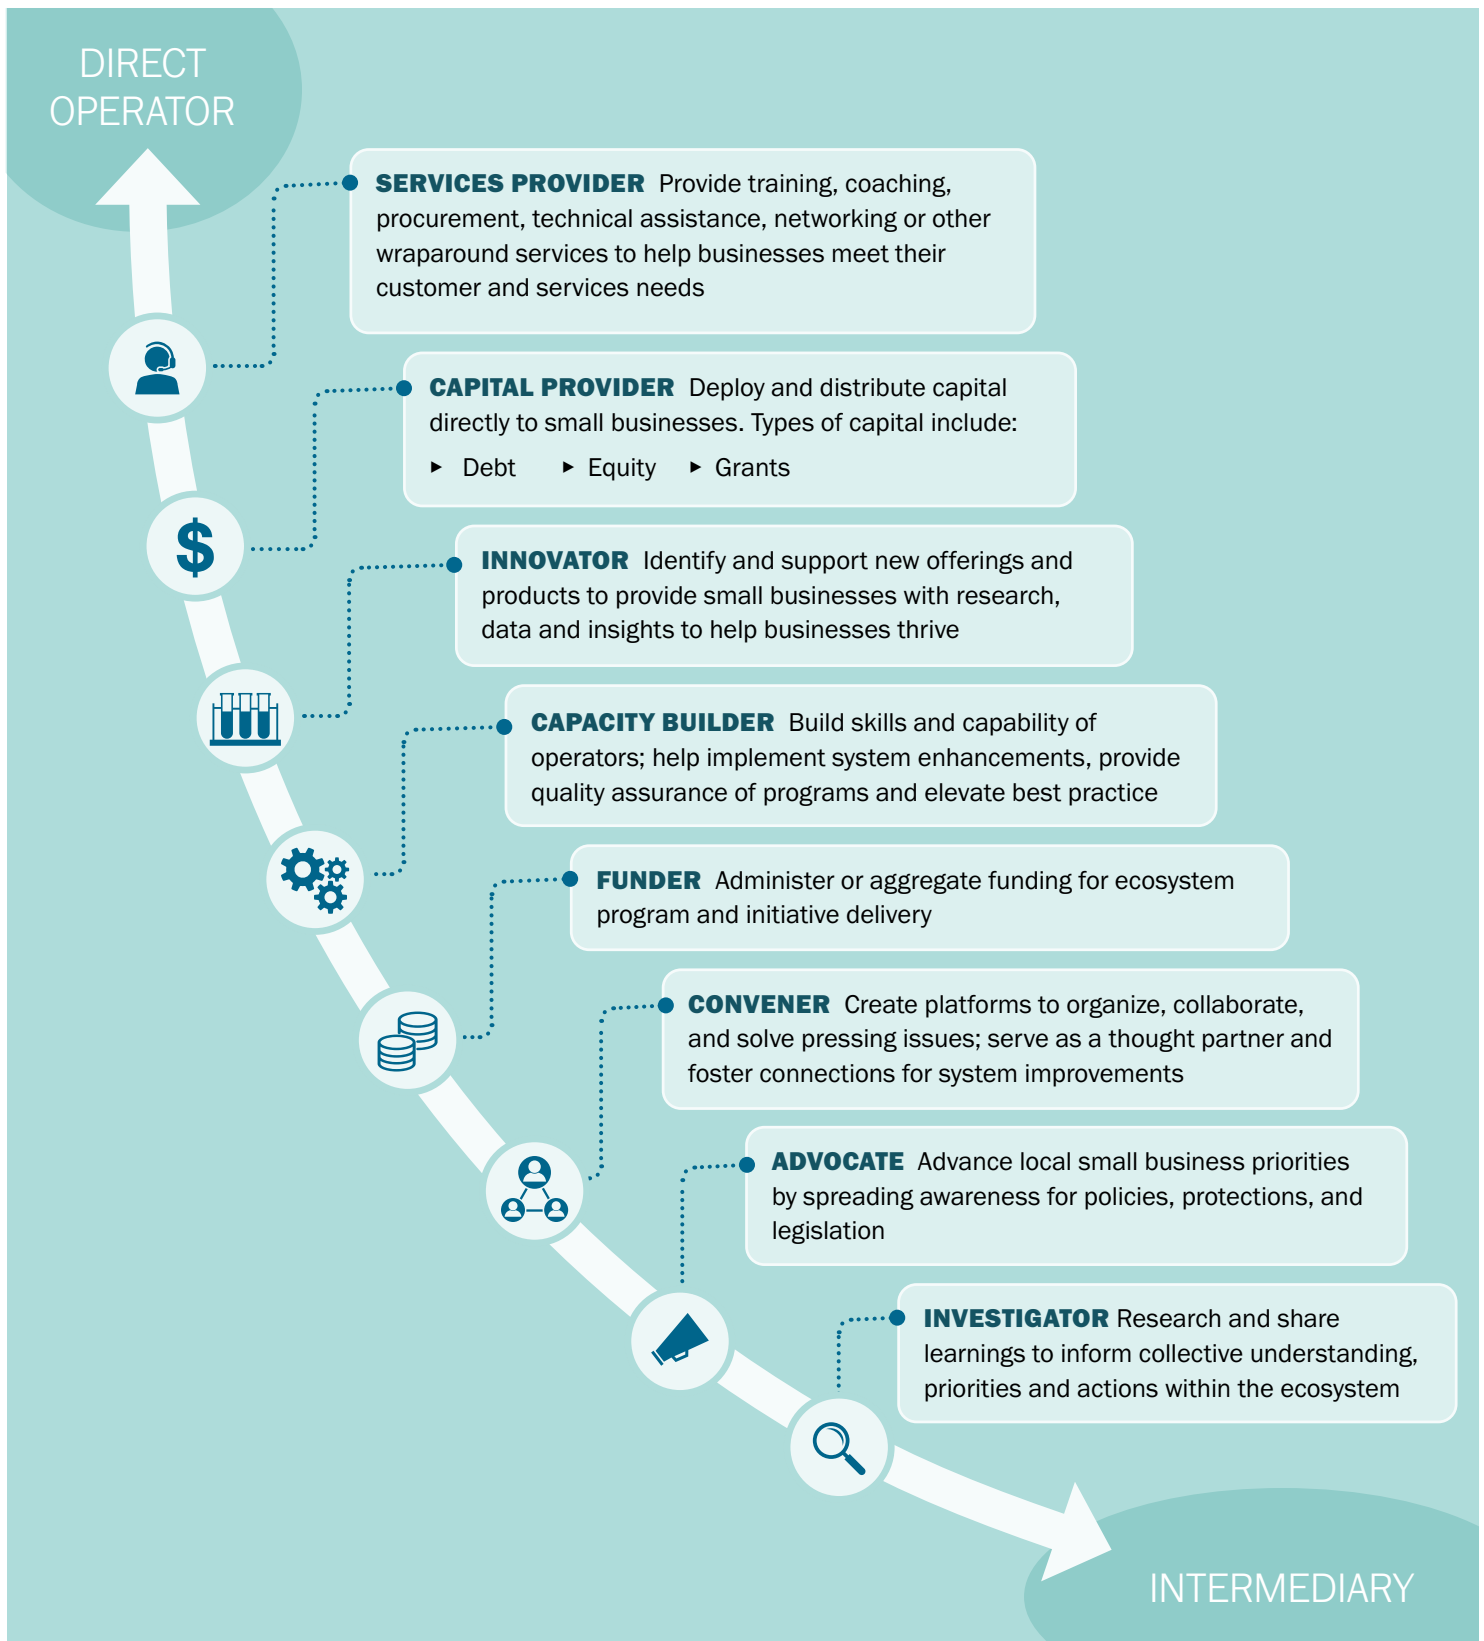 DIRECT
OPERATOR
SERVICES PROVIDER Provide training, coaching,
procurement, technical assistance, networking or other
wraparound services to help businesses meet their
customer and services needs
CAPITAL PROVIDER Deploy and distribute capital
directly to small businesses. Types of capital include:
▶ Debt ▶ Equity ▶ Grants
$
INNOVATOR Identify and support new offerings and
products to provide small businesses with research,
data and insights to help businesses thrive
CAPACITY BUILDER Build skills and capability of
operators; help implement system enhancements, provide
quality assurance of programs and elevate best practice
FUNDER Administer or aggregate funding for ecosystem
program and initiative delivery
CONVENER Create platforms to organize, collaborate,
and solve pressing issues; serve as a thought partner and
foster connections for system improvements
ADVOCATE Advance local small business priorities
by spreading awareness for policies, protections, and
legislation
INVESTIGATOR Research and share
learnings to inform collective understanding,
priorities and actions within the ecosystem
INTERMEDIARY